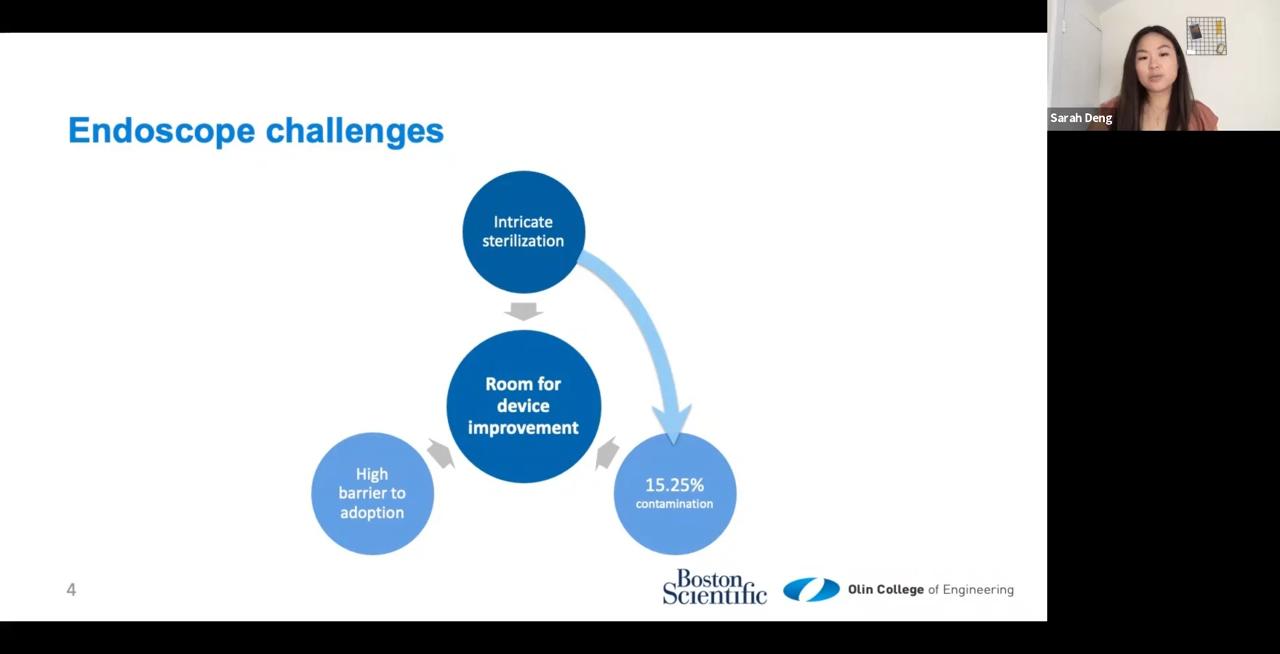 Endoscope challenges
Intricate
sterilization
Room for
device
improvement
High
barrier to
adoption
15.25%
contamination
4
Boston
Scientific
Olin College of Engineering
Sarah Deng